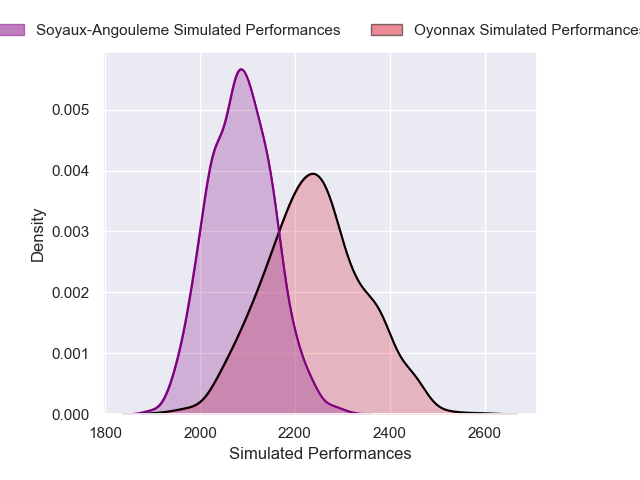 Soyaux-Angouleme Simulated Performances
Oyonnax Simulated Performances
0.005
0.004
0.003
0.002
0.001
0.000
Density
1800 2000 2200 2400 2600
Simulated Performances